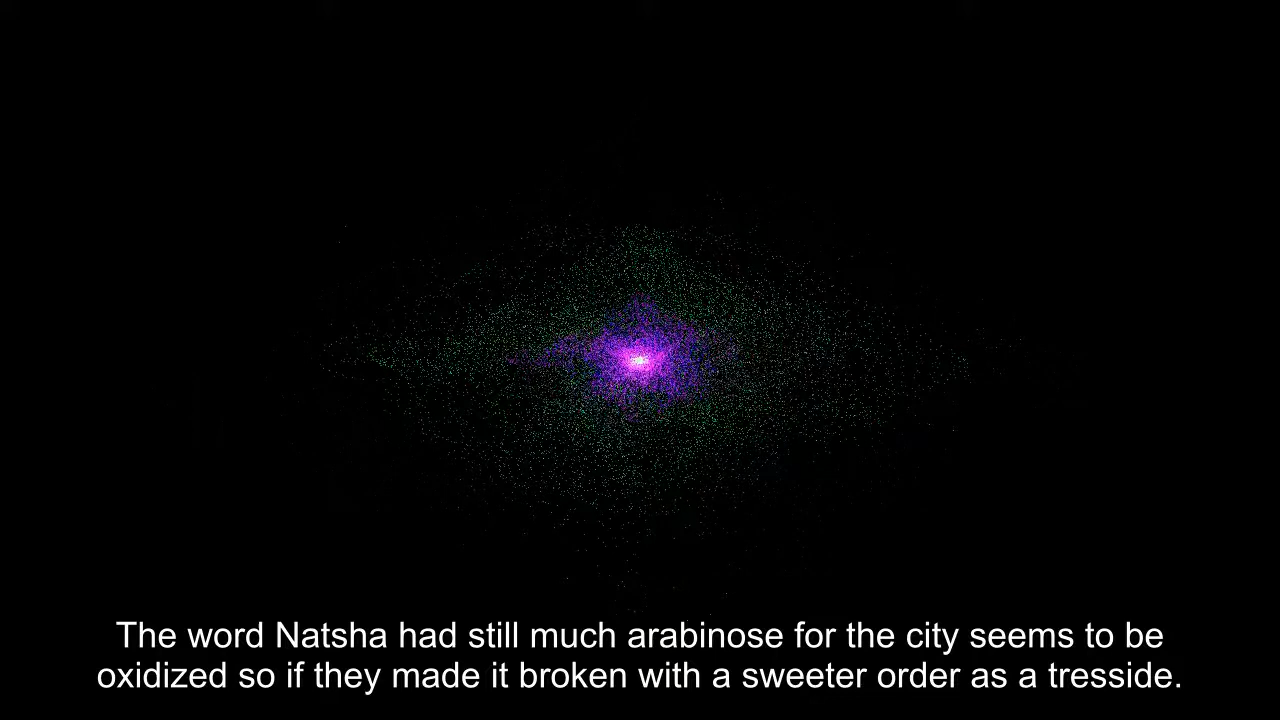 The word Natsha had still much arabinose for the city seems to be
oxidized so if they made it broken with a sweeter order as a tresside.